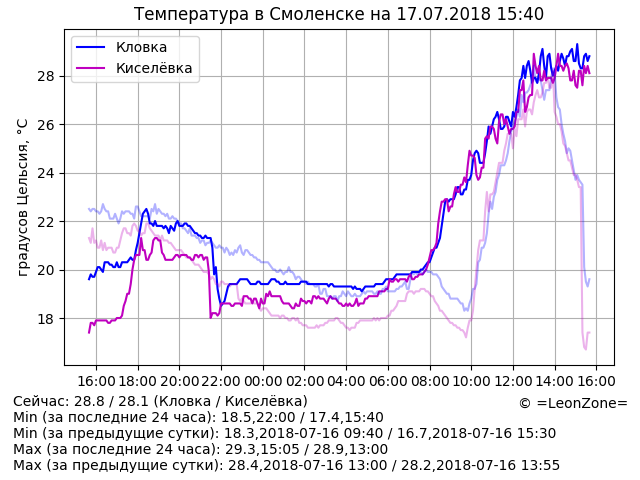 Температура в Смоленске на 17.07.2018 15:40
Кловка
Киселёвка
градусов Цельсия, °C
28
26
24
22
20
18
16:00 18:00 20:00 22:00 00:00 02:00 04:00 06:00 08:00 10:00 12:00 14:00 16:00
Сейчас: 28.8 / 28.1 (Кловка / Киселёвка)
© =LeonZone=
Min (за последние 24 часа): 18.5,22:00 / 17.4,15:40
Min (за предыдущие сутки): 18.3,2018-07-16 09:40 / 16.7,2018-07-16 15:30
Max (за последние 24 часа): 29.3,15:05 / 28.9,13:00
Max (за предыдущие сутки): 28.4,2018-07-16 13:00 / 28.2,2018-07-16 13:55